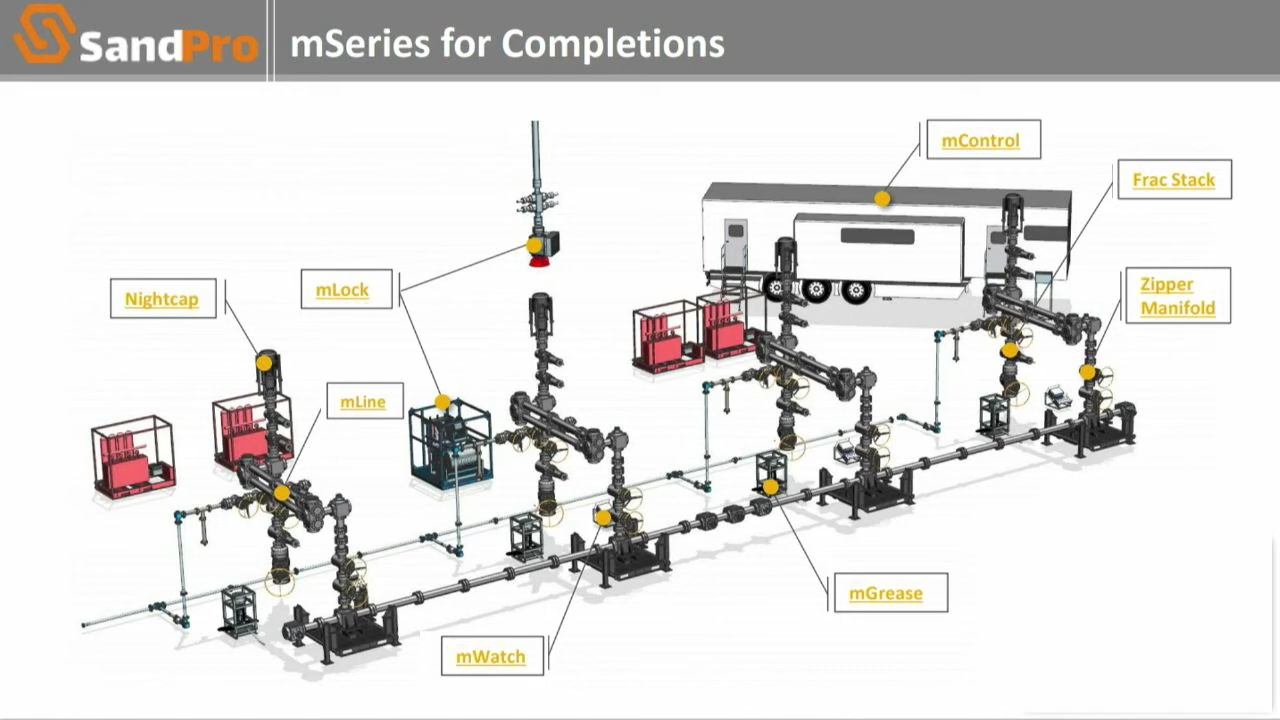 SandPro
mSeries for Completions
mControl
Frac Stack
Nightcap
mLock
Zipper
Manifold
mLine
mGrease
mWatch